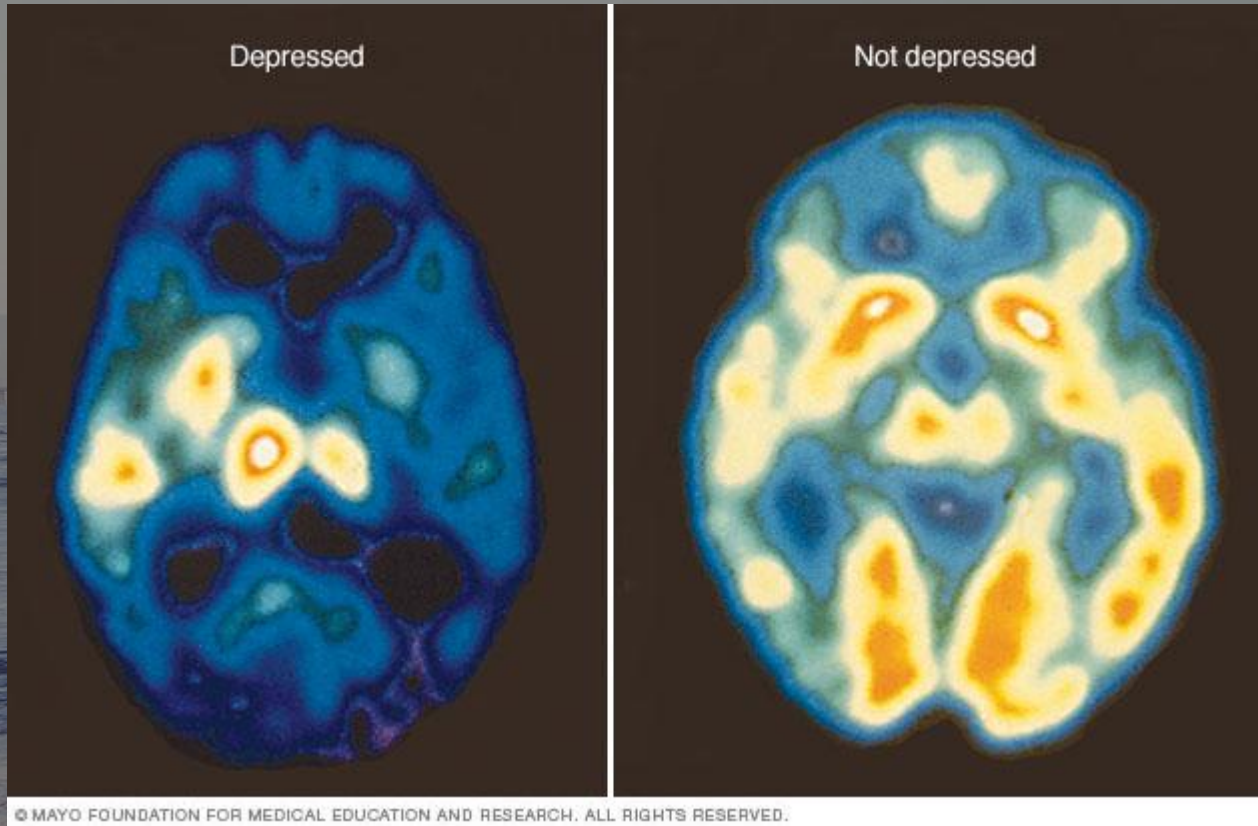 Depressed
Not depressed
© MAYO FOUNDATION FOR MEDICAL EDUCATION AND RESEARCH. ALL RIGHTS RESERVED.